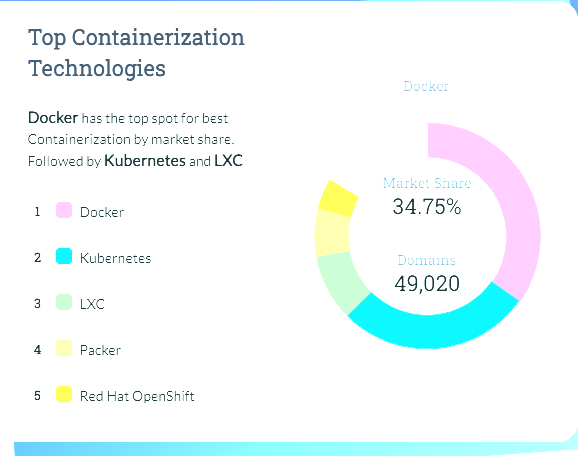 Top Containerization
Technologies
Docker has the top spot for best
Containerization by market share.
Followed by Kubernetes and LXC
1 Docker
2 Kubernetes
3 LXC
4 Packer
5 Red Hat OpenShift
Docker
Market Share
34.75%
Domains
49,020